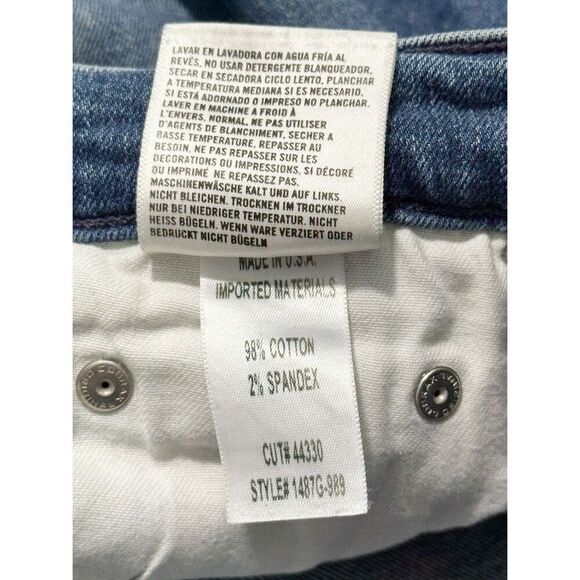 LAVAR EN LAVADORA CON AGUA FRÍA AL
REVÉS, NO USAR DETERGENTE BLANQUEADOR,
SECAR EN SECADORA CICLO LENTO, PLANCHAR
A TEMPERATURA MEDIANA SI ES NECESARIO.
SI ESTÁ ADORNADO O IMPRESO NO PLANCHAR.
LAVER EN MACHINE A FROID À
L'ENVERS, NORMAL, NE PAS UTILISER
D'AGENTS DE BLANCHIMENT, SECHER A
BASSE TEMPERATURE. REPASSER AU
BESOIN. NE PAS REPASSER SUR LES
DECORATIONS OU IMPRESSIONS. SI DÉCORÉ
OU IMPRIMÉ NE REPASSEZ PAS.
MASCHINENWÄSCHE KALT UND AUF LINKS.
NICHT BLEICHEN. TROCKNEN IM TROCKNER
NUR BEI NIEDRIGER TEMPERATUR. NICHT
HEISS BÜGELN. WENN WARE VERZIERT ODER
BEDRUCKT NICHT BÜGELN
MADE IN U.S.A
IMPORTED MATERIALS
98% COTTON
2% SPANDEX
CUT# 44330
STYLE# 1487G-989